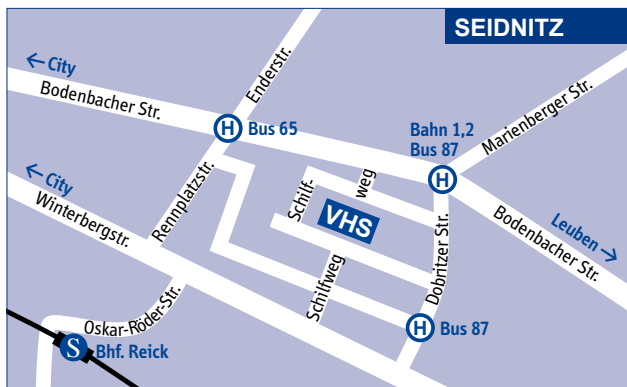 SEIDNITZ
← City
Bodenbacher Str.
Enderstr.
Marienberger Str.
H Bus 65
Bahn 1,2
Bus 87
H
← City
Winterbergstr.
Rennplatzstr.
Schilf-
weg
VHS
Schilfweg
Dobritzer Str.
Leuben →
Bodenbacher Str.
Oskar-Röder-Str.
S Bhf. Reick
H Bus 87